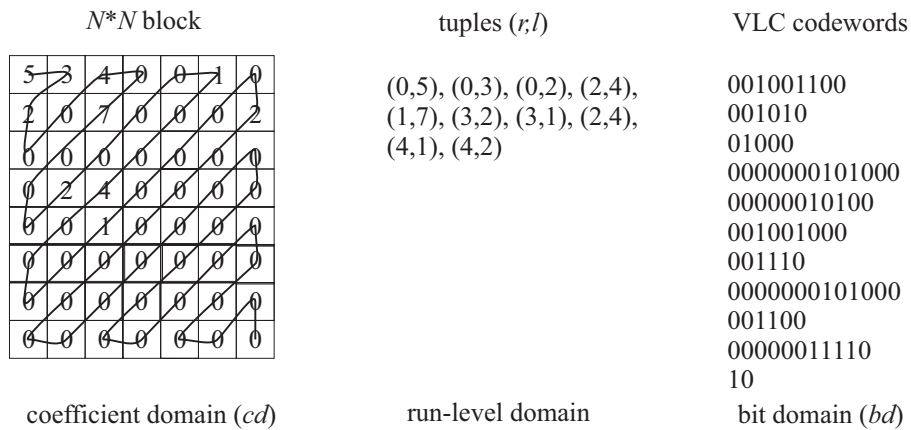 N*N block
tuples (r,l)
VLC codewords
5 3 4 0 0 1 0
2 0 7 0 0 0 2
0 0 0 0 0 0 0
0 2 4 0 0 0 0
0 0 1 0 0 0 0
0 0 0 0 0 0 0
0 0 0 0 0 0 0
0 0 0 0 0 0 0
(0,5), (0,3), (0,2), (2,4),
(1,7), (3,2), (3,1), (2,4),
(4,1), (4,2)
001001100
001010
01000
0000000101000
00000010100
001001000
001110
0000000101000
001100
00000011110
10
coefficient domain (cd)
run-level domain
bit domain (bd)